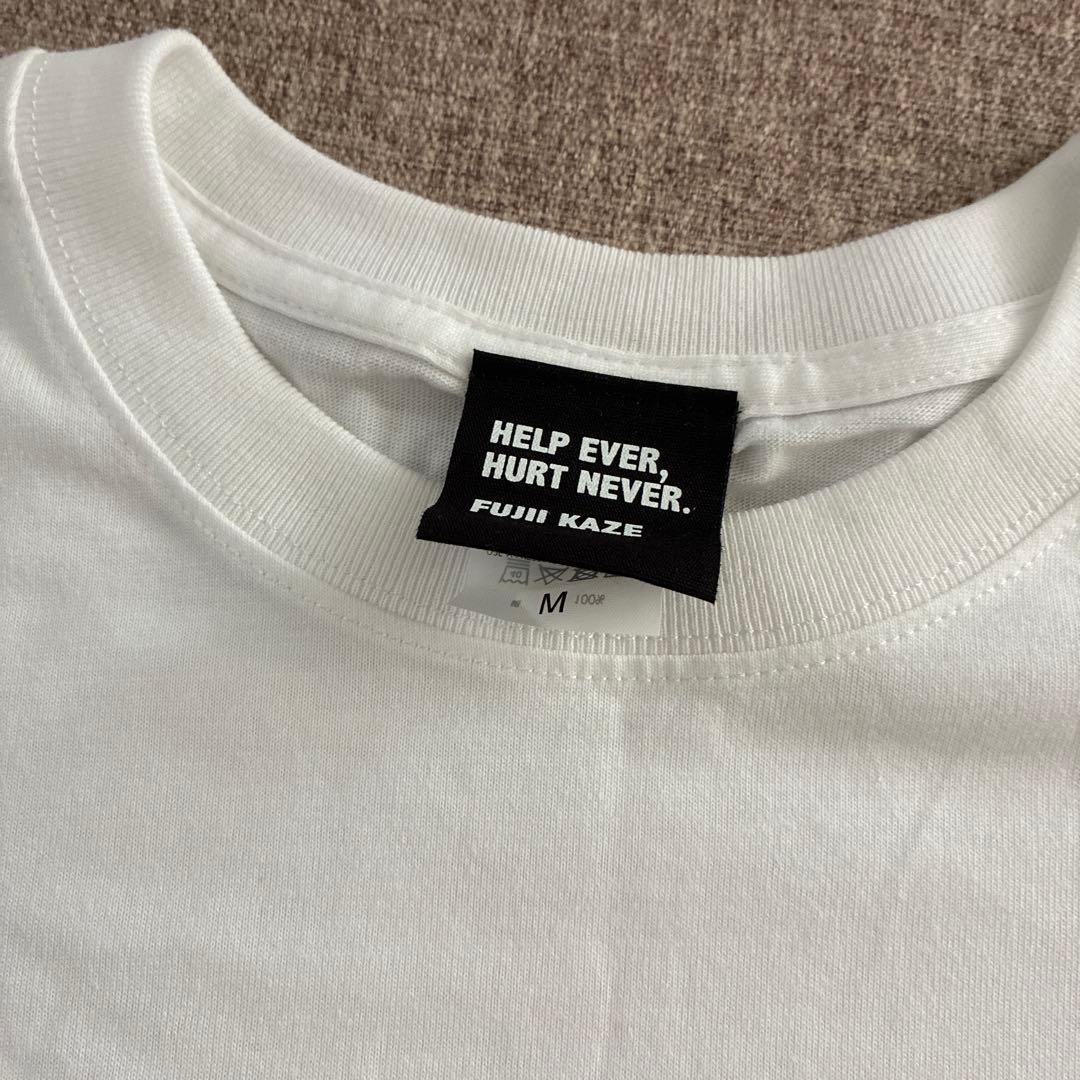 HELP EVER,
HURT NEVER.
FUJII KAZE
M